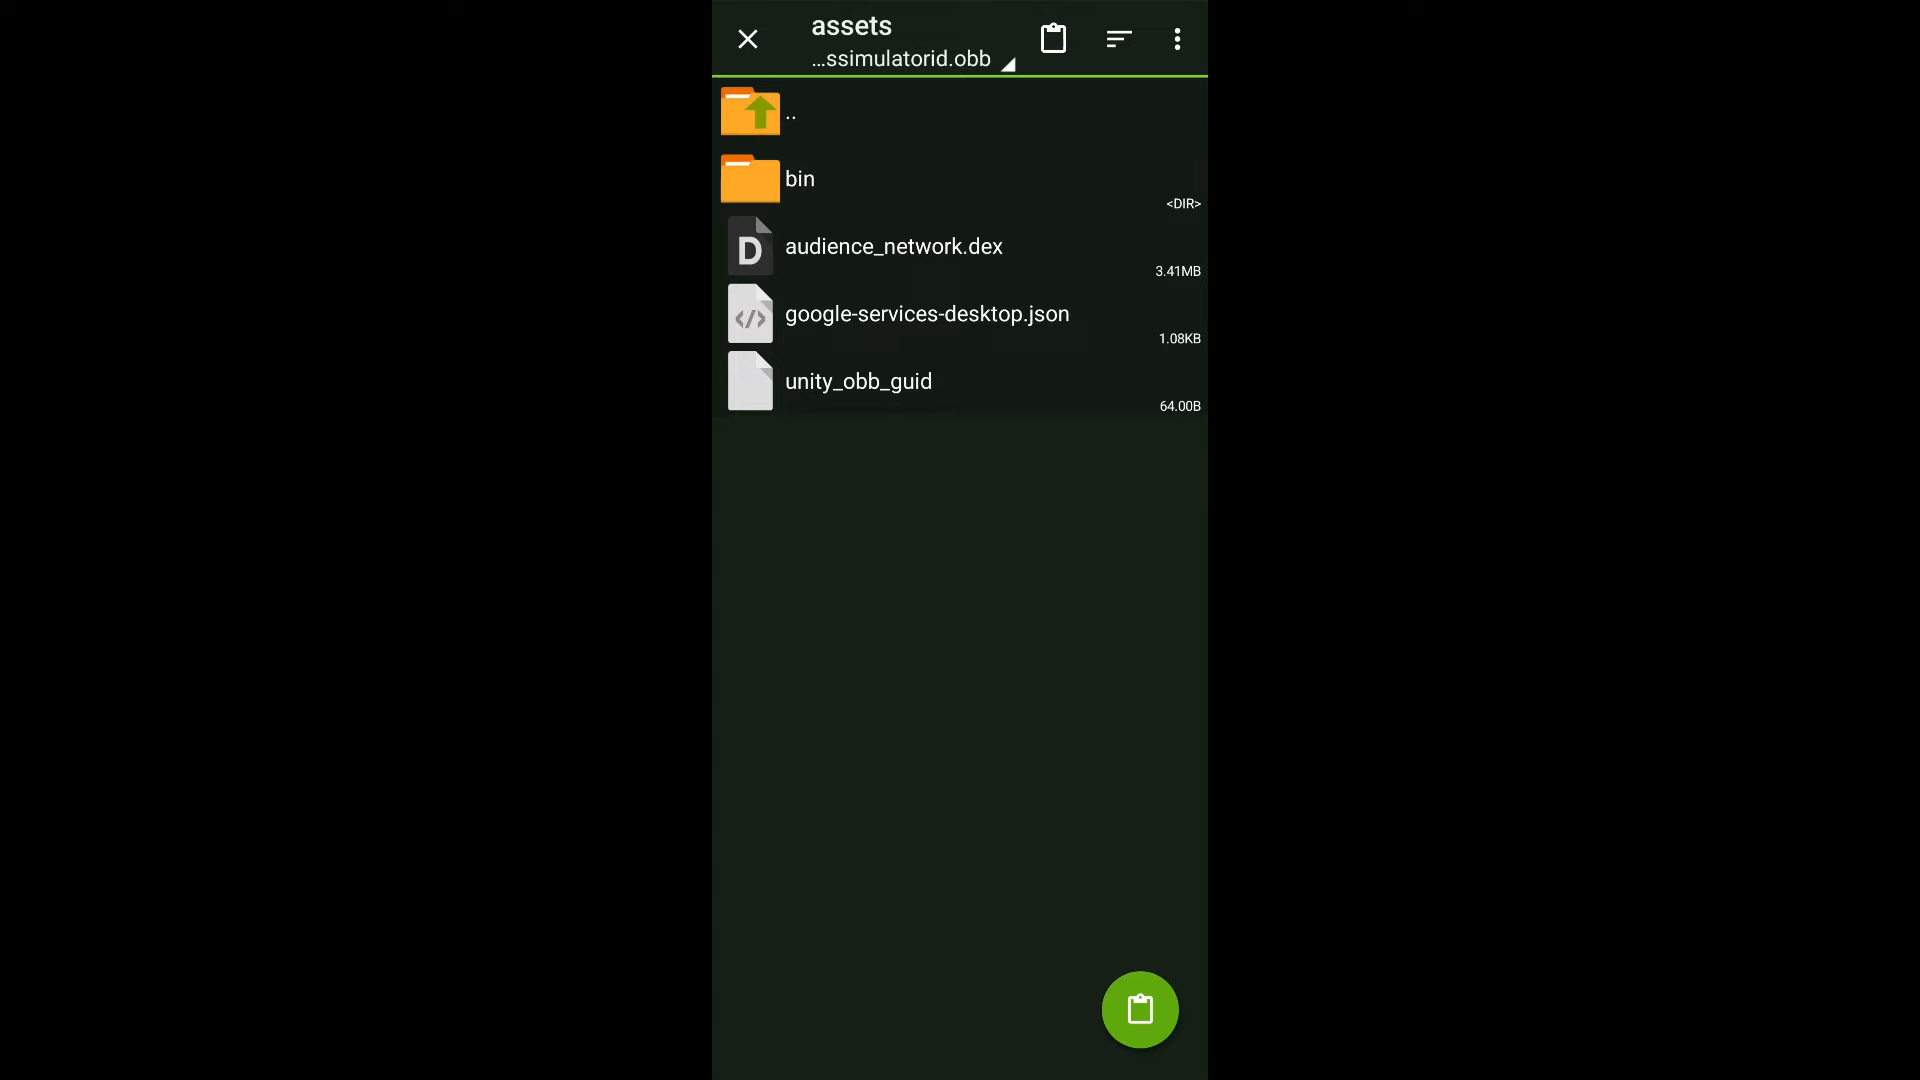 assets
...ssimulatorid.obb
..
bin
<DIR>
D
audience_network.dex
3.41MB
</>
google-services-desktop.json
1.08KB
unity_obb_guid
64.00B